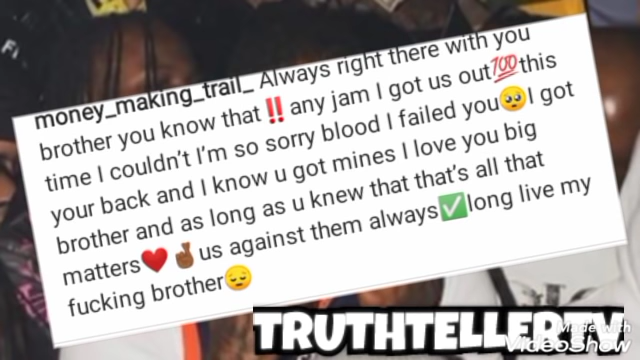 money_making_trail_ Always right there with you
brother you know that‼️any jam I got us out💯this
time I couldn't I'm so sorry blood I failed you🥺I got
your back and I know u got mines I love you big
brother and as long as u knew that that's all that
matters❤️🤞🏾us against them always✅long live my
fucking brother😔
TRUTHTELLERTV
Made with
VideoShow